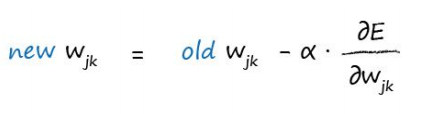 new w_jk = old w_jk - α · ∂E / ∂w_jk